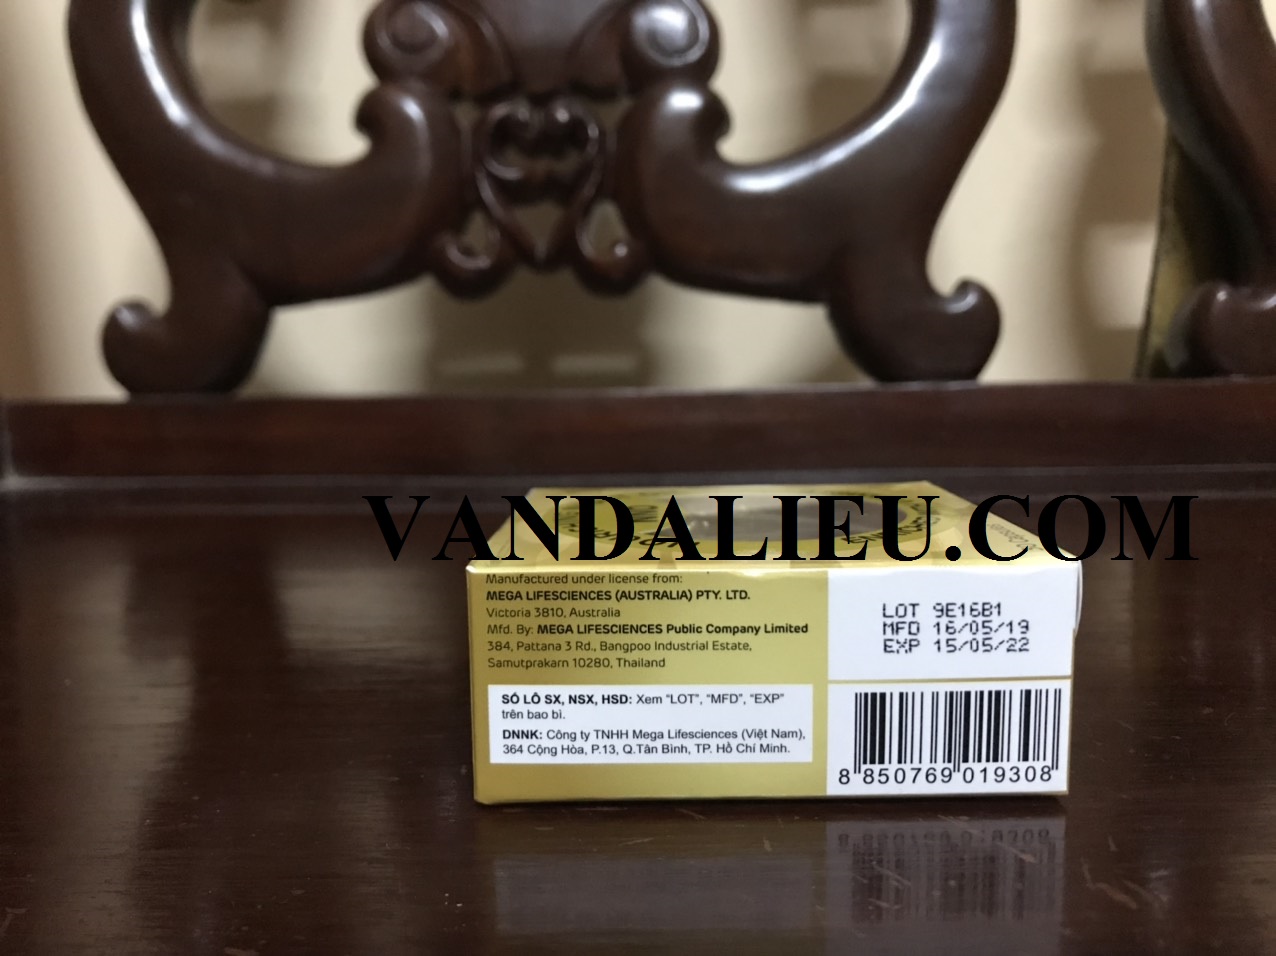 VANDALIEU.COM
Manufactured under license from:
MEGA LIFESCIENCES (AUSTRALIA) PTY. LTD.
Victoria 3810, Australia
Mfd. By: MEGA LIFESCIENCES Public Company Limited
384, Pattana 3 Rd., Bangpoo Industrial Estate,
Samutprakarn 10280, Thailand
SỐ LÔ SX, NSX, HSD: Xem “LOT”, “MFD”, “EXP”
trên bao bì.
DNNK: Công ty TNHH Mega Lifesciences (Việt Nam),
364 Cộng Hòa, P.13, Q.Tân Bình, TP. Hồ Chí Minh.
LOT 9E16B1
MFD 16/05/19
EXP 15/05/22
8 850769 019308